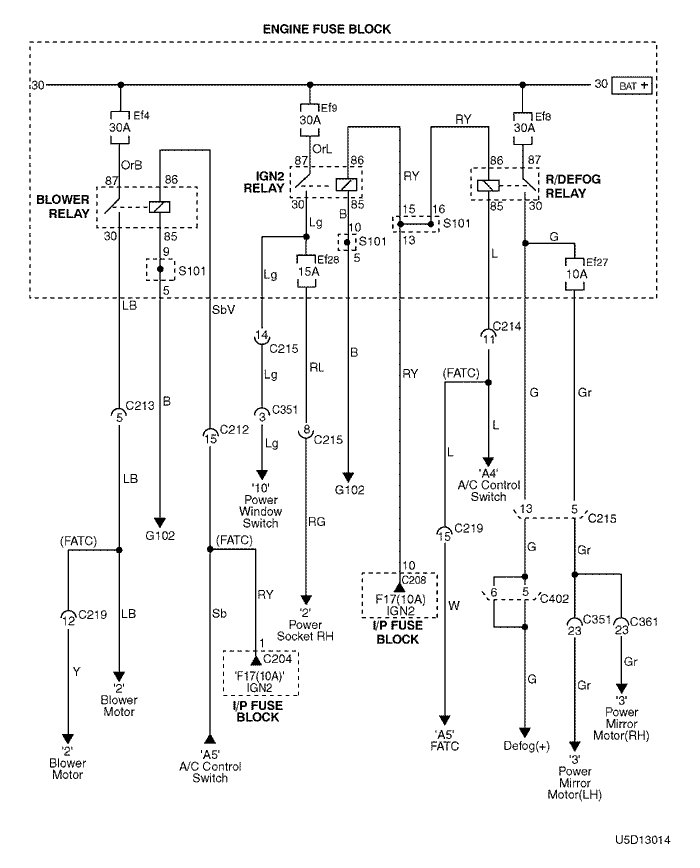 ENGINE FUSE BLOCK
30
30
BAT +
Ef4
30A
Ef9
30A
Ef8
30A
OrB
OrL
RY
87
86
87
86
RY
86
87
BLOWER
RELAY
IGN2
RELAY
R/DEFOG
RELAY
30
85
30
B
15
16
S101
85
30
Lg
10
S101
5
13
9
S101
5
Lg
Ef28
15A
L
G
Ef27
10A
LB
SbV
14
C215
C214
11
Lg
RL
B
RY
(FATC)
G
Gr
C213
5
B
C212
15
C351
3
Lg
8
C215
L
L
LB
'10'
Power
Window
Switch
G102
'A4'
A/C Control
Switch
G102
RG
13
5
C215
(FATC)
C219
15
G
Gr
RY
10
C208
F17(10A)
IGN2
I/P FUSE
BLOCK
6
5
C402
C219
12
LB
Sb
'2'
Power
Socket RH
W
C351
23
C361
23
1
C204
'F17(10A)'
IGN2
I/P FUSE
BLOCK
Y
G
Gr
Gr
'2'
Blower
Motor
'3'
Power
Mirror
Motor(RH)
'2'
Blower
Motor
'A5'
A/C Control
Switch
'A5'
FATC
Defog(+)
'3'
Power
Mirror
Motor(LH)
U5D13014